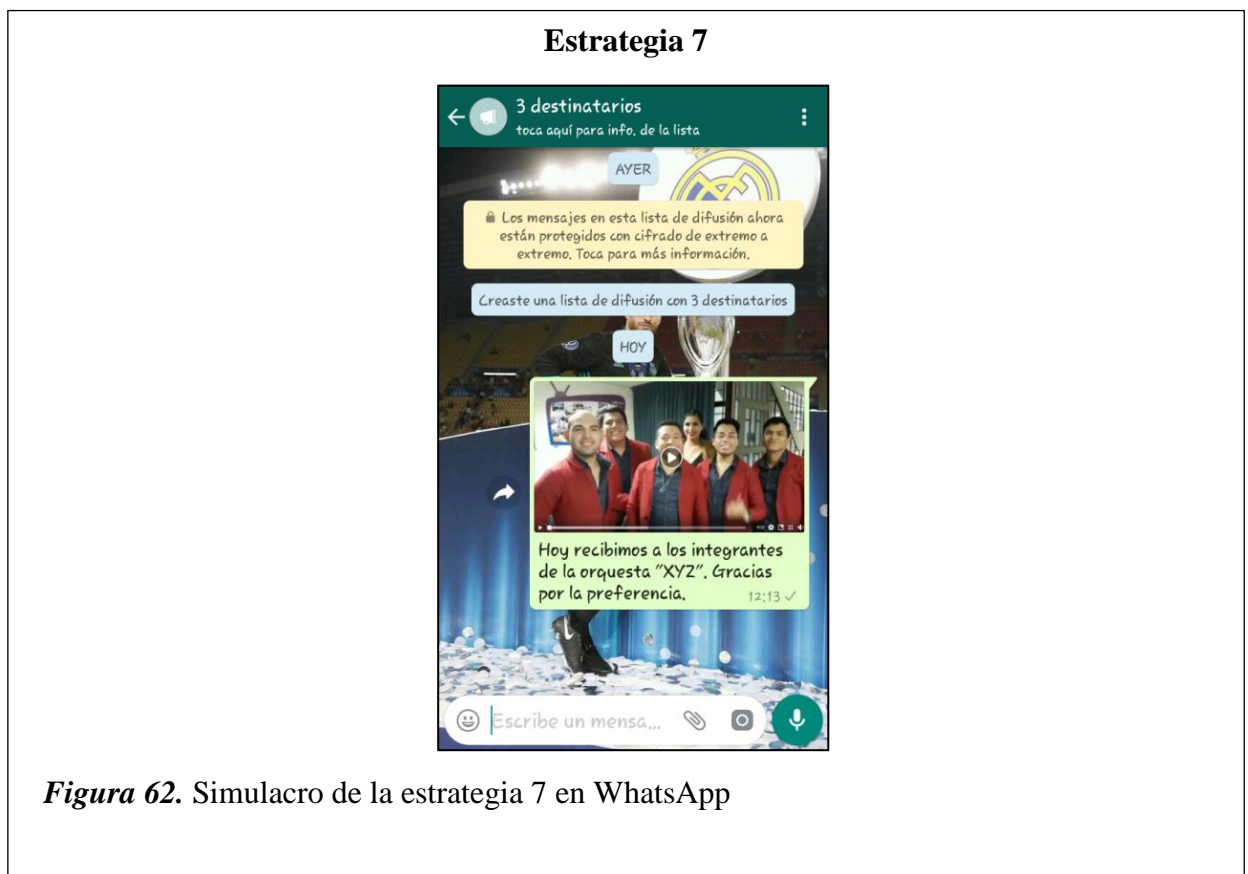 Estrategia 7
3 destinatarios
toca aquí para info. de la lista
AYER
Los mensajes en esta lista de difusión ahora
están protegidos con cifrado de extremo a
extremo. Toca para más información.
Creaste una lista de difusión con 3 destinatarios
HOY
Hoy recibimos a los integrantes
de la orquesta "XYZ". Gracias
por la preferencia.
12:13
Escribe un mensa...
Figura 62. Simulacro de la estrategia 7 en WhatsApp